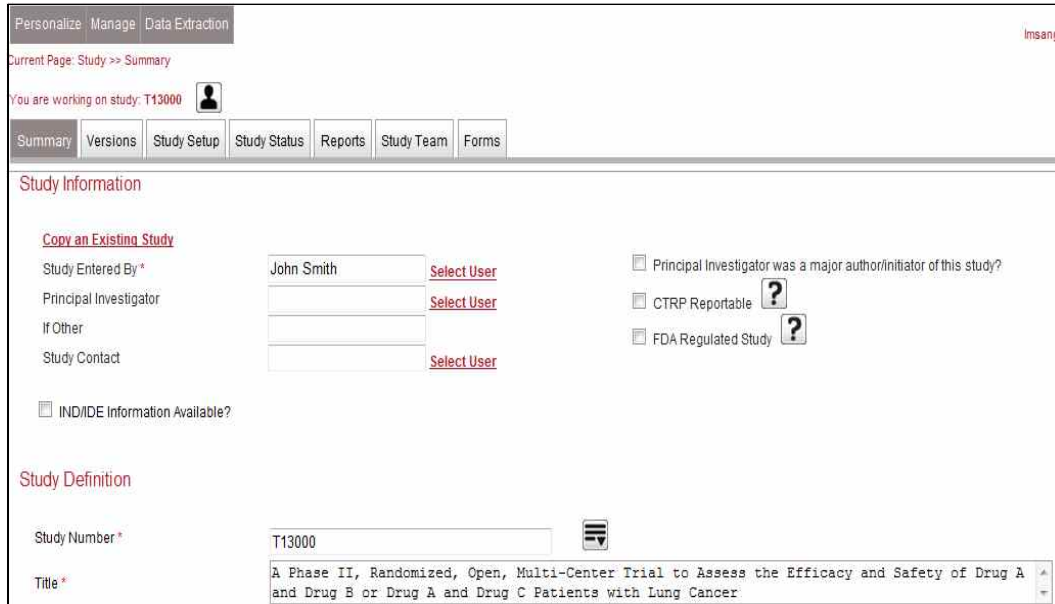 Personalize Manage Data Extraction
lmsang
Current Page: Study >> Summary
You are working on study: T13000
Summary Versions Study Setup Study Status Reports Study Team Forms
Study Information
Copy an Existing Study
Study Entered By * John Smith Select User
Principal Investigator was a major author/initiator of this study?
Principal Investigator Select User
CTRP Reportable ?
If Other
FDA Regulated Study ?
Study Contact Select User
IND/IDE Information Available?
Study Definition
Study Number * T13000
Title * A Phase II, Randomized, Open, Multi-Center Trial to Assess the Efficacy and Safety of Drug A
and Drug B or Drug A and Drug C Patients with Lung Cancer